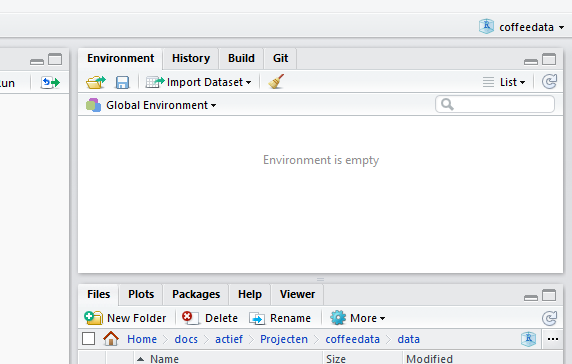 coffeedata
Environment History Build Git
Import Dataset List
Global Environment
Environment is empty
Files Plots Packages Help Viewer
New Folder Delete Rename More
Home docs actief Projecten coffeedata data
Name Size Modified